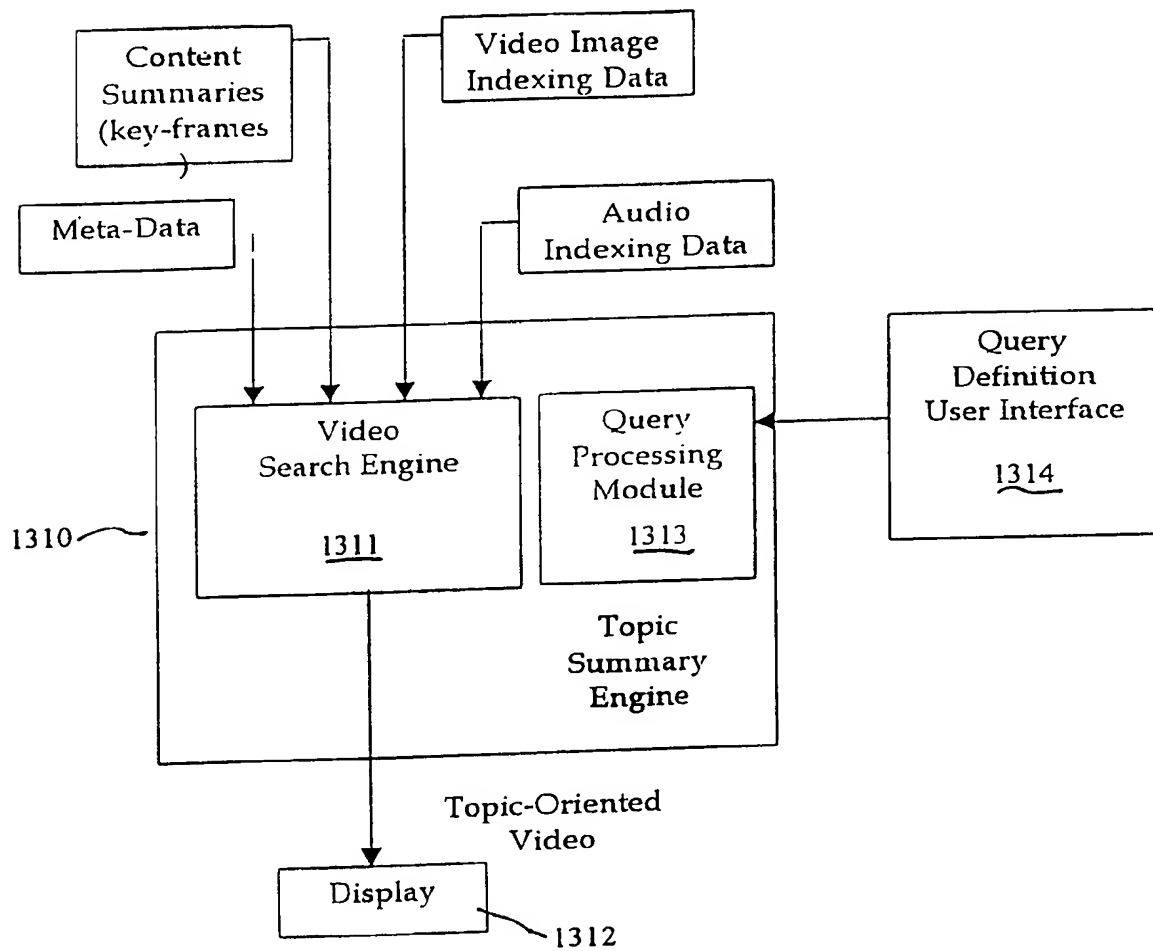 Content
Summaries
(key-frames
)
Video Image
Indexing Data
Meta-Data
Audio
Indexing Data
Query
Definition
User Interface
1314
Video
Search Engine
1311
Query
Processing
Module
1313
1310
Topic
Summary
Engine
Topic-Oriented
Video
Display
1312